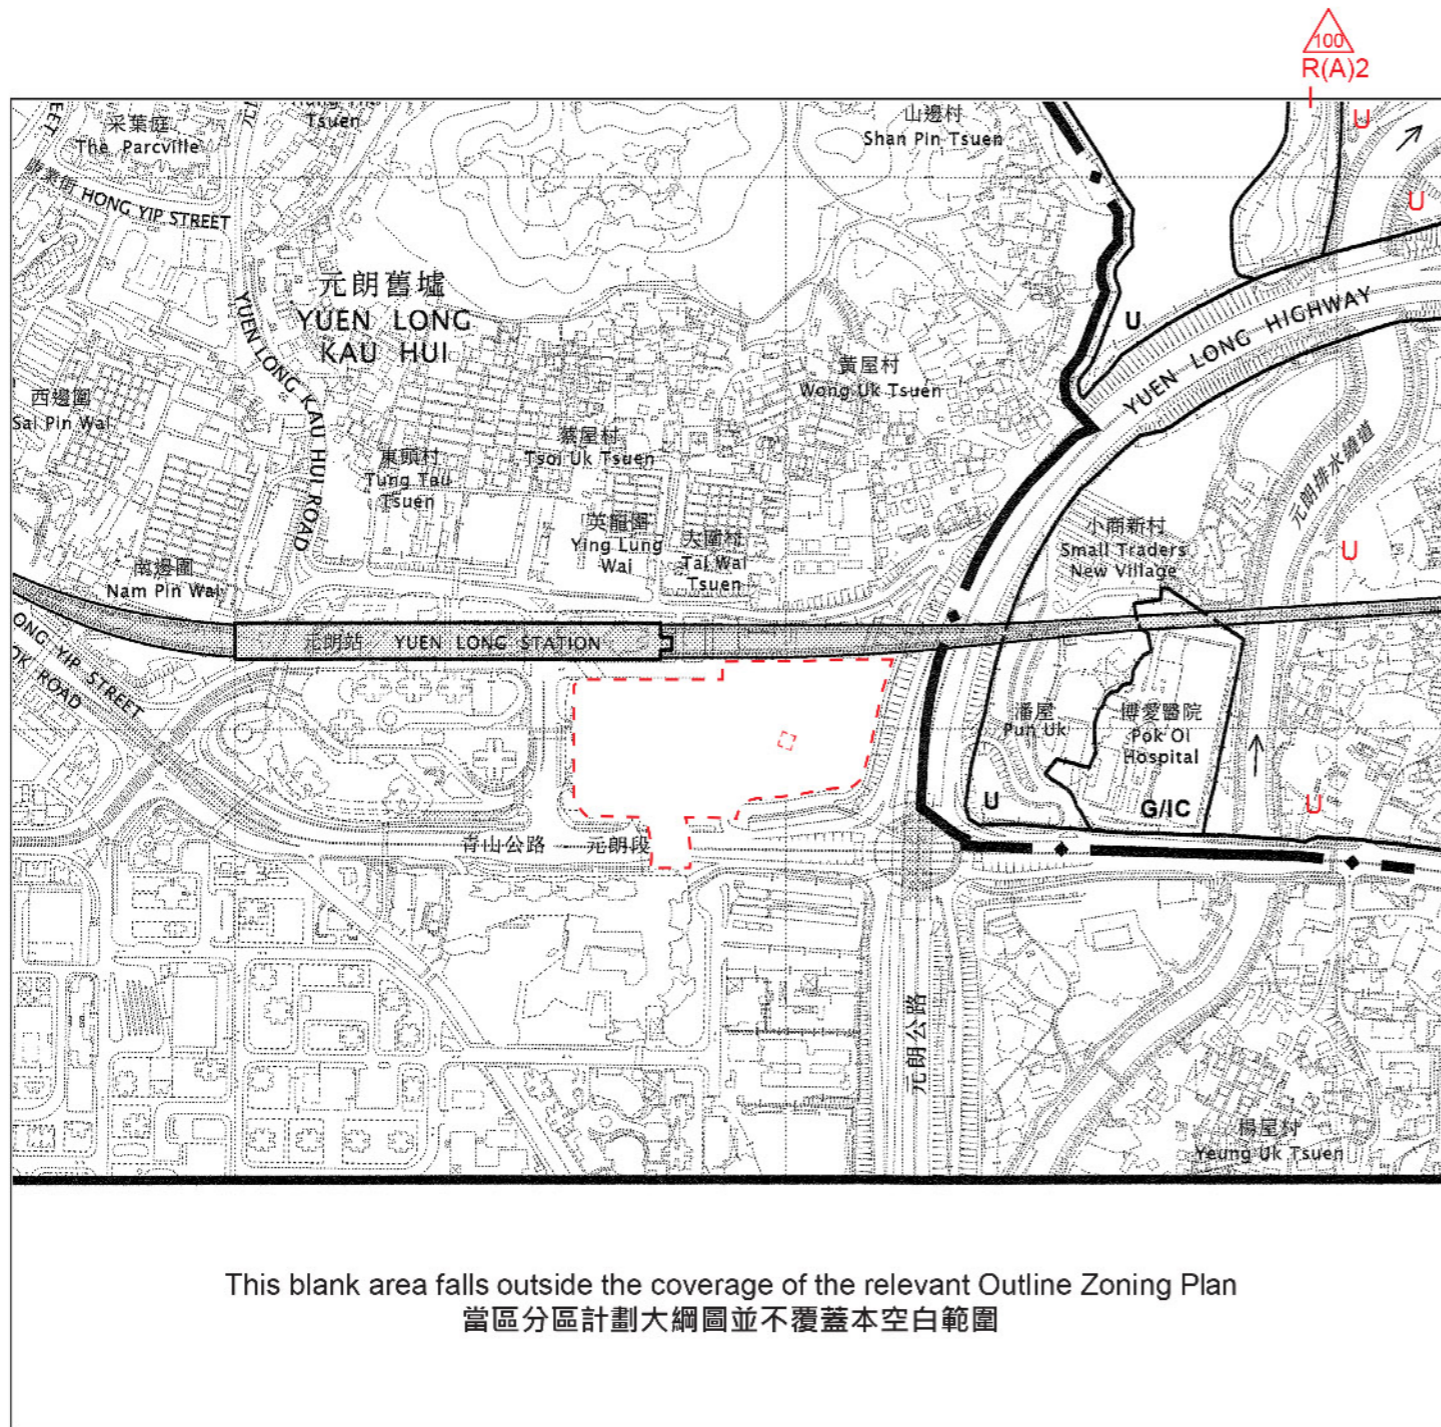 100
R(A)2
U
山邊村
Shan Pin Tsuen
采葉庭
The Parcville
Tsuen
康業街 HONG YIP STREET
U
元朗舊墟
YUEN LONG
KAU HUI
YUEN LONG KAU HUI ROAD
U
YUEN LONG HIGHWAY
黃屋村
Wong Uk Tsuen
西邊圍
Sai Pin Wai
蔡屋村
Tsoi Uk Tsuen
東頭村
Tung Tau
Tsuen
元朗排水繞道
英龍圍
Ying Lung
Wai
大圍村
Tai Wai
Tsuen
小商新村
Small Traders
New Village
U
南邊圍
Nam Pin Wai
元朗站 YUEN LONG STATION
ONG YIP STREET
OK ROAD
潘屋
Pun Uk
博愛醫院
Pok Oi
Hospital
U
G/IC
U
青山公路 元朗段
元朗公路
楊屋村
Yeung Uk Tsuen
This blank area falls outside the coverage of the relevant Outline Zoning Plan
當區分區計劃大綱圖並不覆蓋本空白範圍